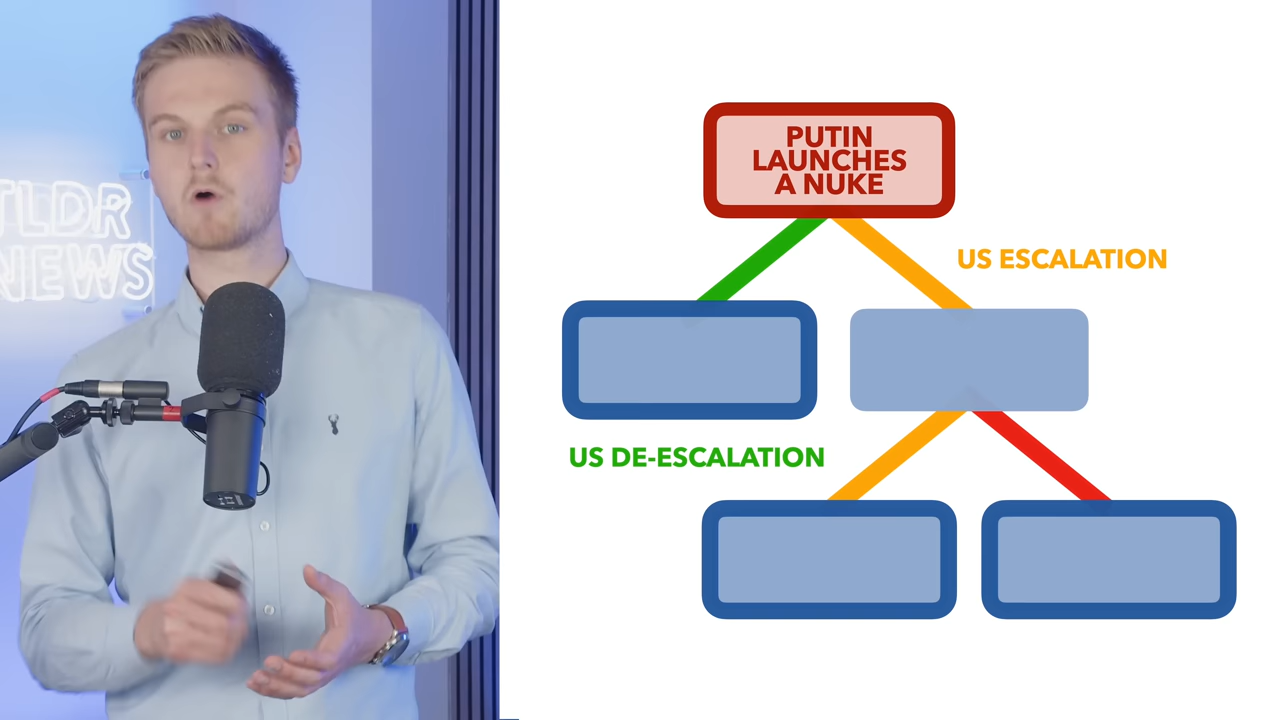 TLDR
NEWS
PUTIN
LAUNCHES
A NUKE
US ESCALATION
US DE-ESCALATION